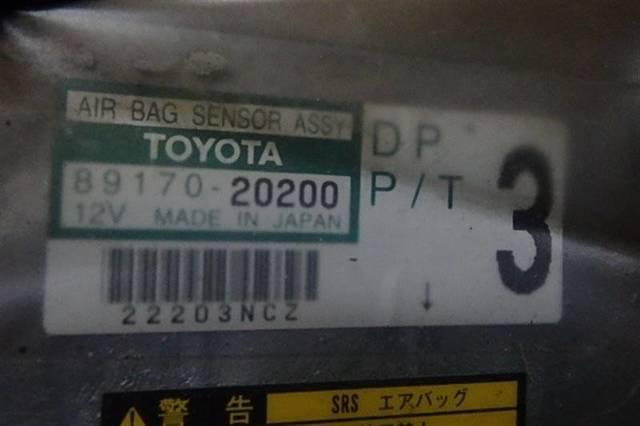 AIR BAG SENSOR ASSY
TOYOTA
89170-20200
12V MADE IN JAPAN
DP
P/T
3
↓
22203NCZ
警告
SRS エアバッグ